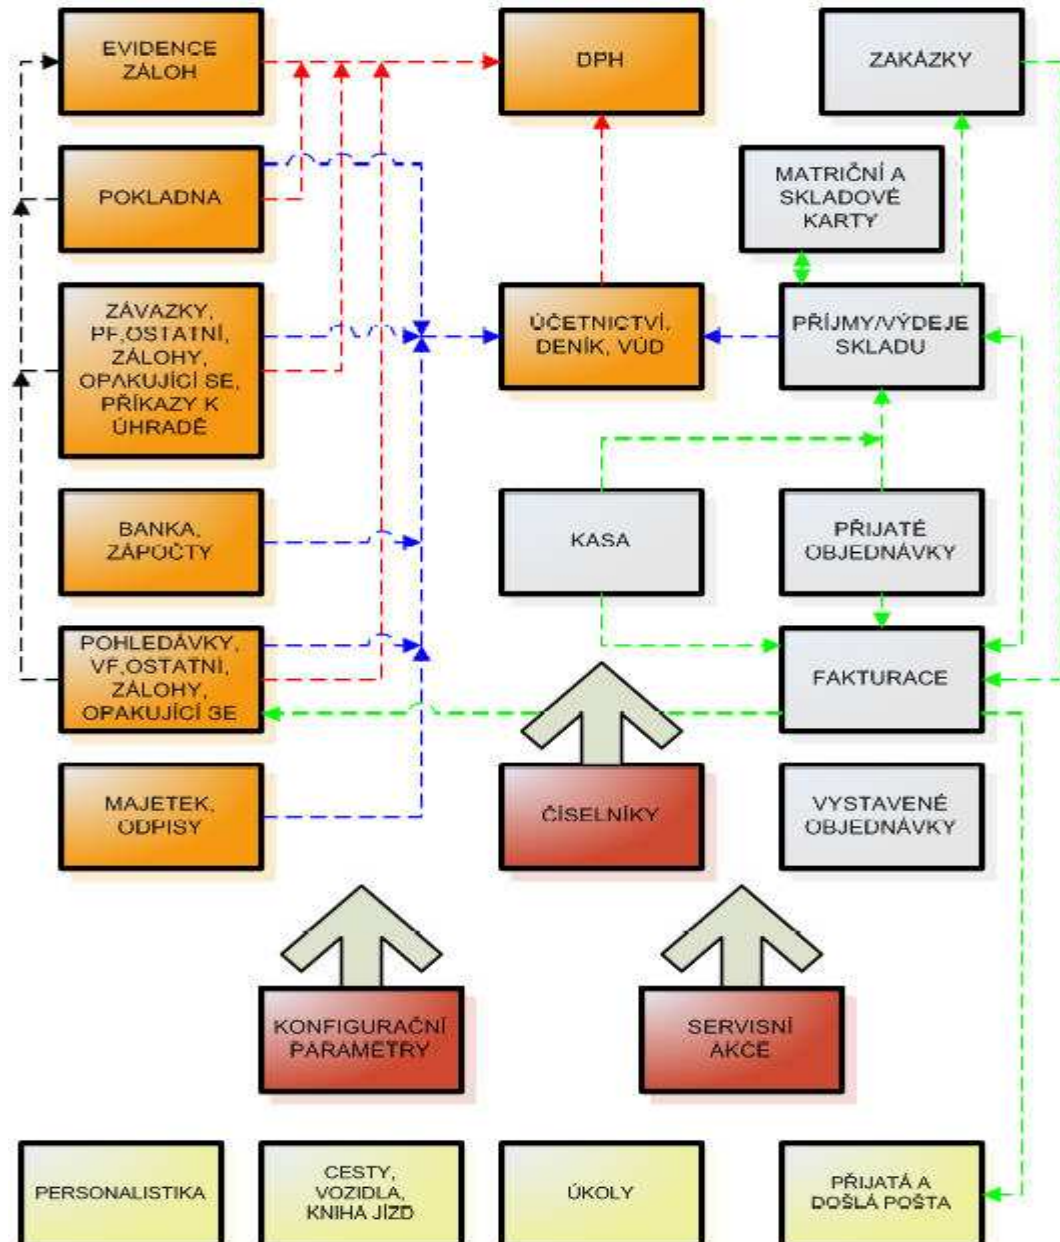 EVIDENCE
ZÁLOH
DPH
ZAKÁZKY
POKLADNA
MATRIČNÍ A
SKLADOVÉ
KARTY
ZÁVAZKY,
PF,OSTATNÍ,
ZÁLOHY,
OPAKUJÍCÍ SE,
PŘÍKAZY K
ÚHRADĚ
ÚČETNICTVÍ,
DENÍK, VÚD
PŘÍJMY/VÝDEJE
SKLADU
BANKA,
ZÁPOČTY
KASA
PŘIJATÉ
OBJEDNÁVKY
POHLEDÁVKY,
VF,OSTATNÍ,
ZÁLOHY,
OPAKUJÍCÍ SE
FAKTURACE
MAJETEK,
ODPISY
ČÍSELNÍKY
VYSTAVENÉ
OBJEDNÁVKY
KONFIGURAČNÍ
PARAMETRY
SERVISNÍ
AKCE
PERSONALISTIKA
CESTY,
VOZIDLA,
KNIHA JÍZD
ÚKOLY
PŘIJATÁ A
DOŠLÁ POŠTA